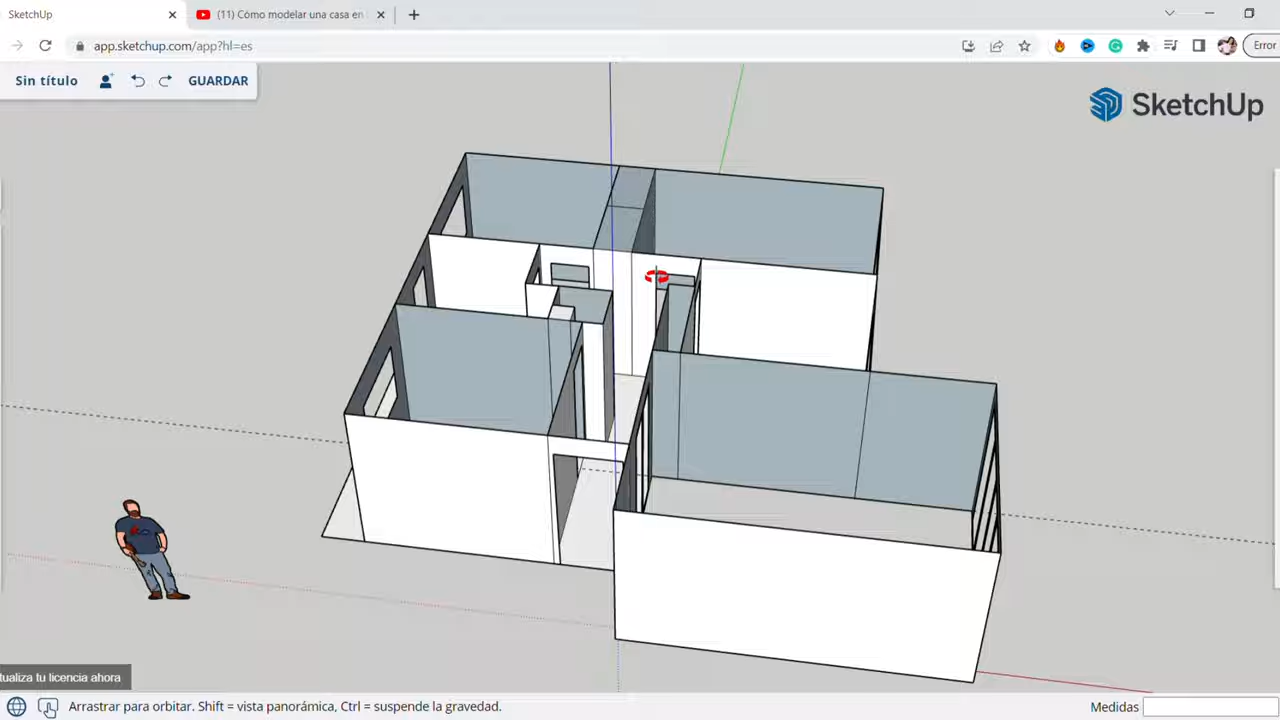 SketchUp
(11) Cómo modelar una casa en
app.sketchup.com/app?hl=es
Error
Sin título
GUARDAR
SketchUp
tualiza tu licencia ahora
Arrastrar para orbitar. Shift = vista panorámica, Ctrl = suspende la gravedad.
Medidas